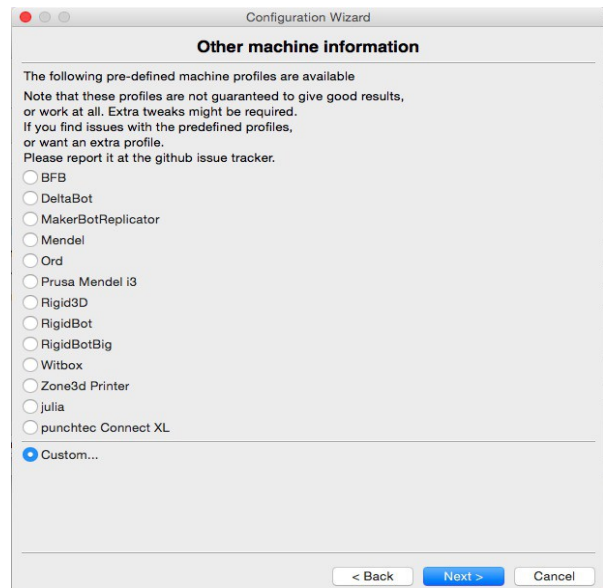 Configuration Wizard
Other machine information
The following pre-defined machine profiles are available
Note that these profiles are not guaranteed to give good results,
or work at all. Extra tweaks might be required.
If you find issues with the predefined profiles,
or want an extra profile.
Please report it at the github issue tracker.
BFB
DeltaBot
MakerBotReplicator
Mendel
Ord
Prusa Mendel i3
Rigid3D
RigidBot
RigidBotBig
Witbox
Zone3d Printer
julia
punchtec Connect XL
Custom...
< Back Next > Cancel